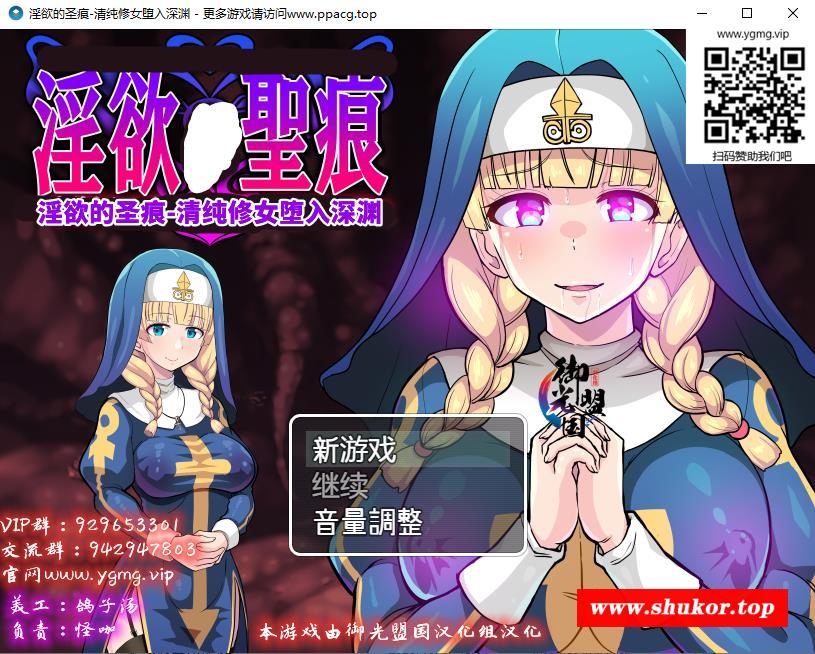 淫欲的圣痕-清纯修女堕入深渊 - 更多游戏请访问www.ppacg.top
www.ygmg.vip
扫码赞助我们吧
淫欲 聖痕
淫欲的圣痕-清纯修女堕入深渊
御光盟国
新游戏
继续
音量調整
VIP群：929653301
交流群：942947803
官网www.ygmg.vip
美工：鸽子汤
负责：怪咖
本游戏由御光盟国汉化组汉化
www.shukor.top